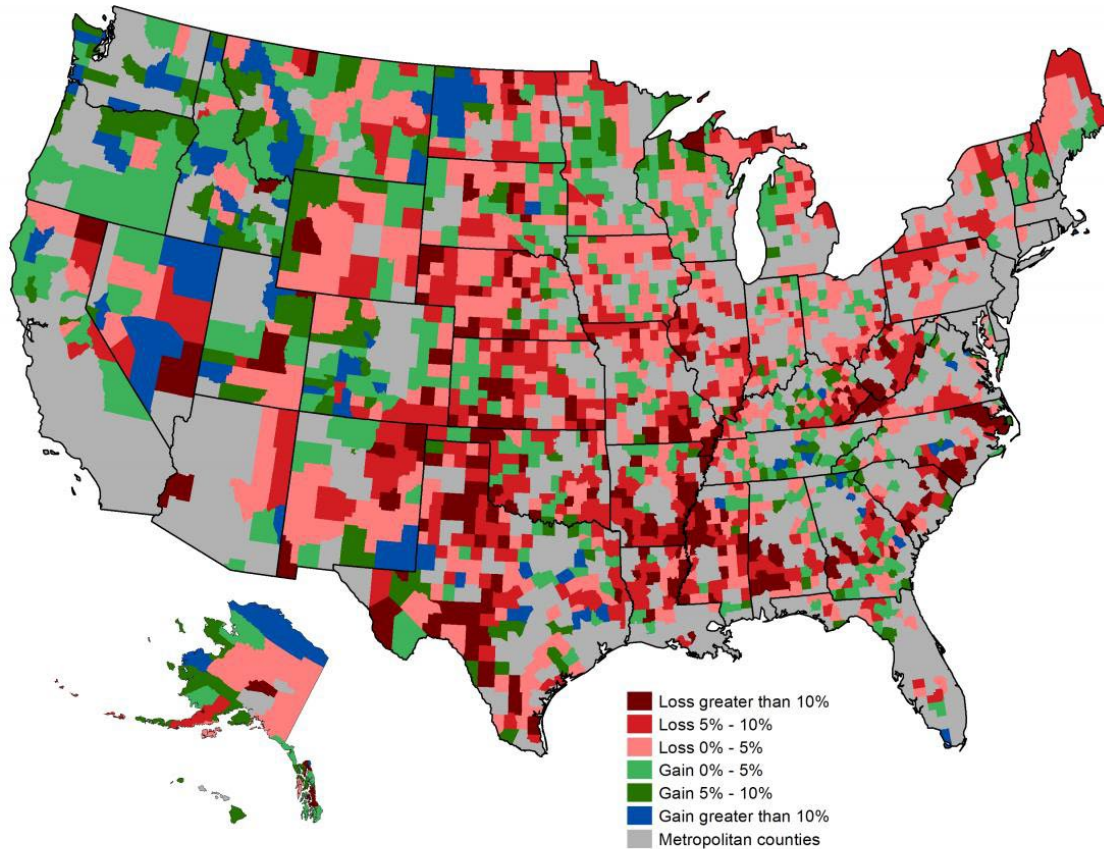 Loss greater than 10%
Loss 5% - 10%
Loss 0% - 5%
Gain 0% - 5%
Gain 5% - 10%
Gain greater than 10%
Metropolitan counties